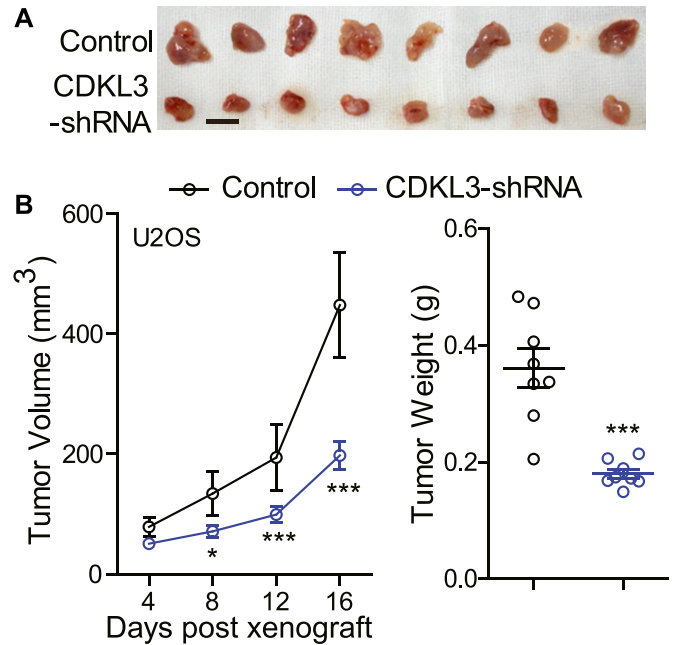 A
Control
CDKL3
-shRNA
B
Control CDKL3-shRNA
U2OS
Tumor Volume (mm³)
600
400
200
0
*
***
***
4 8 12 16
Days post xenograft
Tumor Weight (g)
0.6
0.4
0.2
0.0
***